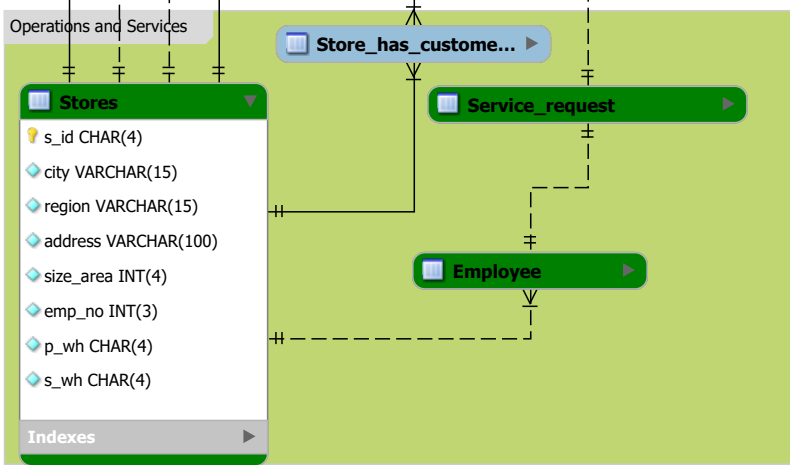 Operations and Services
Store_has_custome...
Stores
Service_request
s_id CHAR(4)
city VARCHAR(15)
region VARCHAR(15)
address VARCHAR(100)
size_area INT(4)
Employee
emp_no INT(3)
p_wh CHAR(4)
s_wh CHAR(4)
Indexes